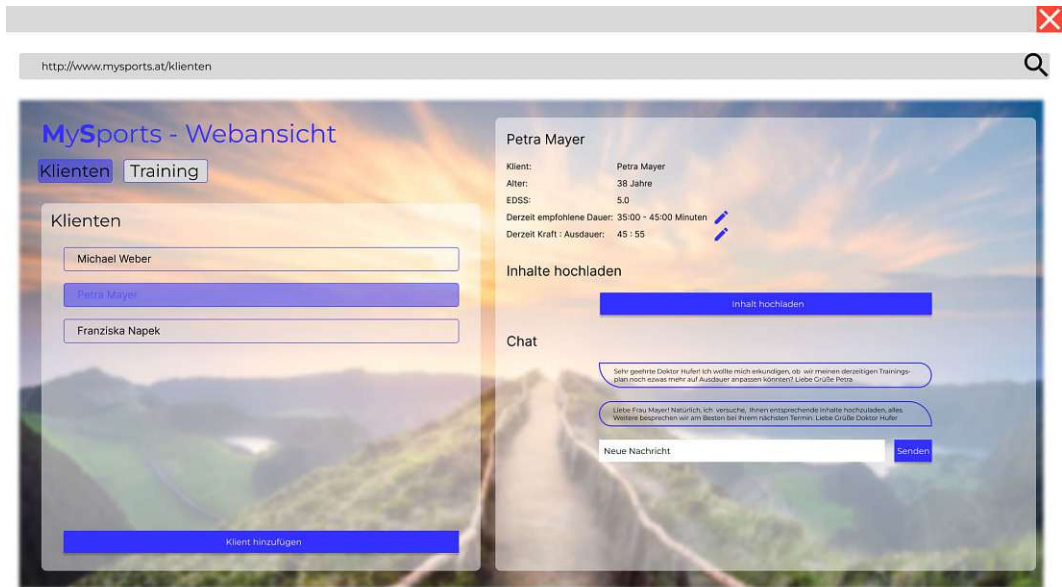 http://www.mysports.at/klienten
MySports - Webansicht
Klienten Training
Klienten
Michael Weber
Petra Mayer
Franziska Napek
Klient hinzufügen
Petra Mayer
Klient: Petra Mayer
Alter: 38 Jahre
EDSS: 5.0
Derzeit empfohlene Dauer: 35:00 - 45:00 Minuten
Derzeit Kraft : Ausdauer: 45 : 55
Inhalte hochladen
Inhalt hochladen
Chat
Sehr geehrte Doktor Hufer! Ich wollte mich erkundigen, ob wir meinen derzeitigen Trainings-
plan noch ezwas mehr auf Ausdauer anpassen könnten? Liebe Grüße Petra
Liebe Frau Mayer! Natürlich, ich versuche, Ihnen entsprechende Inhalte hochzuladen, alles
Weitere besprechen wir am Besten bei Ihrem nächsten Termin. Liebe Grüße Doktor Hufer
Neue Nachricht Senden